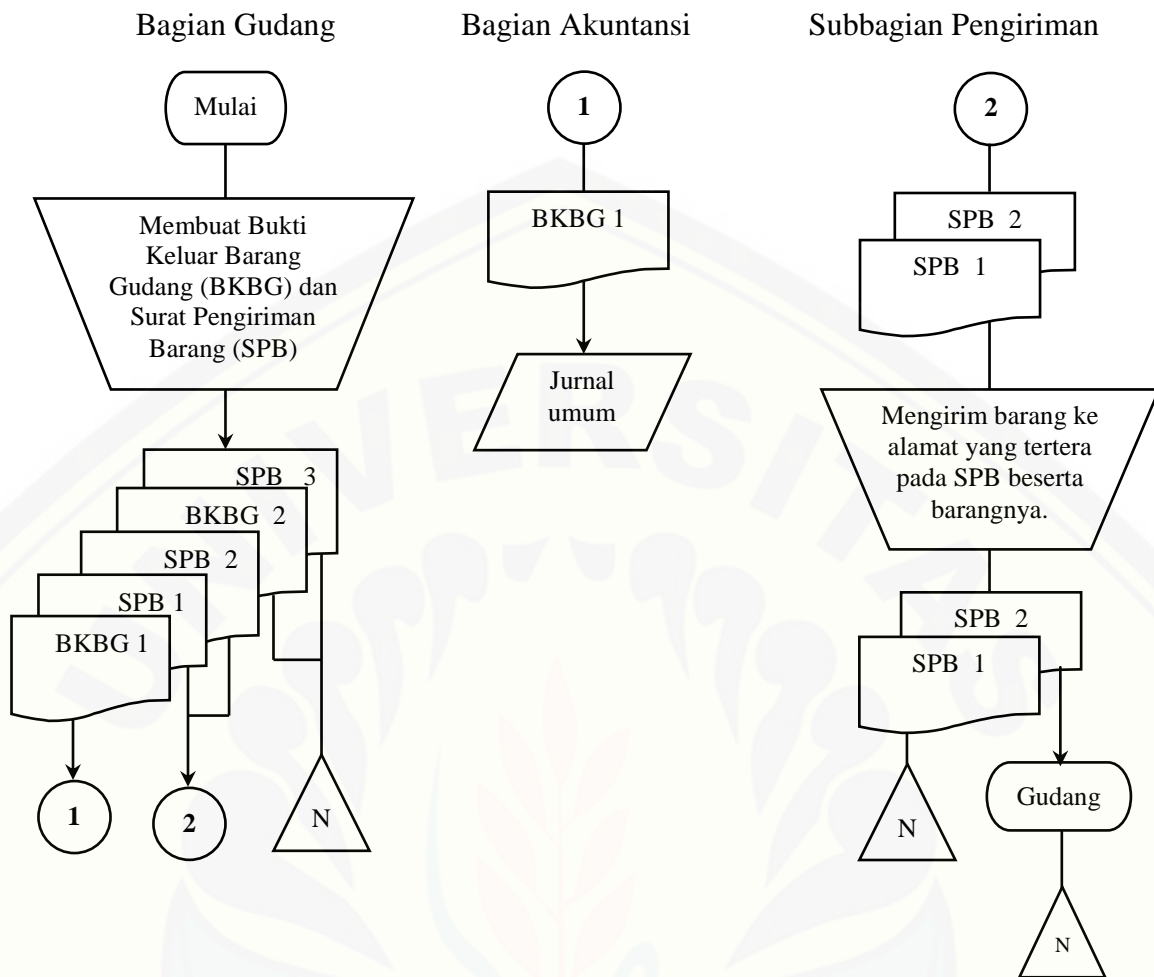 Bagian Gudang
Mulai
Membuat Bukti
Keluar Barang
Gudang (BKBG) dan
Surat Pengiriman
Barang (SPB)
SPB 3
BKBG 2
SPB 2
SPB 1
BKBG 1
1
2
N
Bagian Akuntansi
1
BKBG 1
Jurnal
umum
Subbagian Pengiriman
2
SPB 2
SPB 1
Mengirim barang ke
alamat yang tertera
pada SPB beserta
barangnya.
SPB 2
SPB 1
N
Gudang
N
UNIVERSITAS